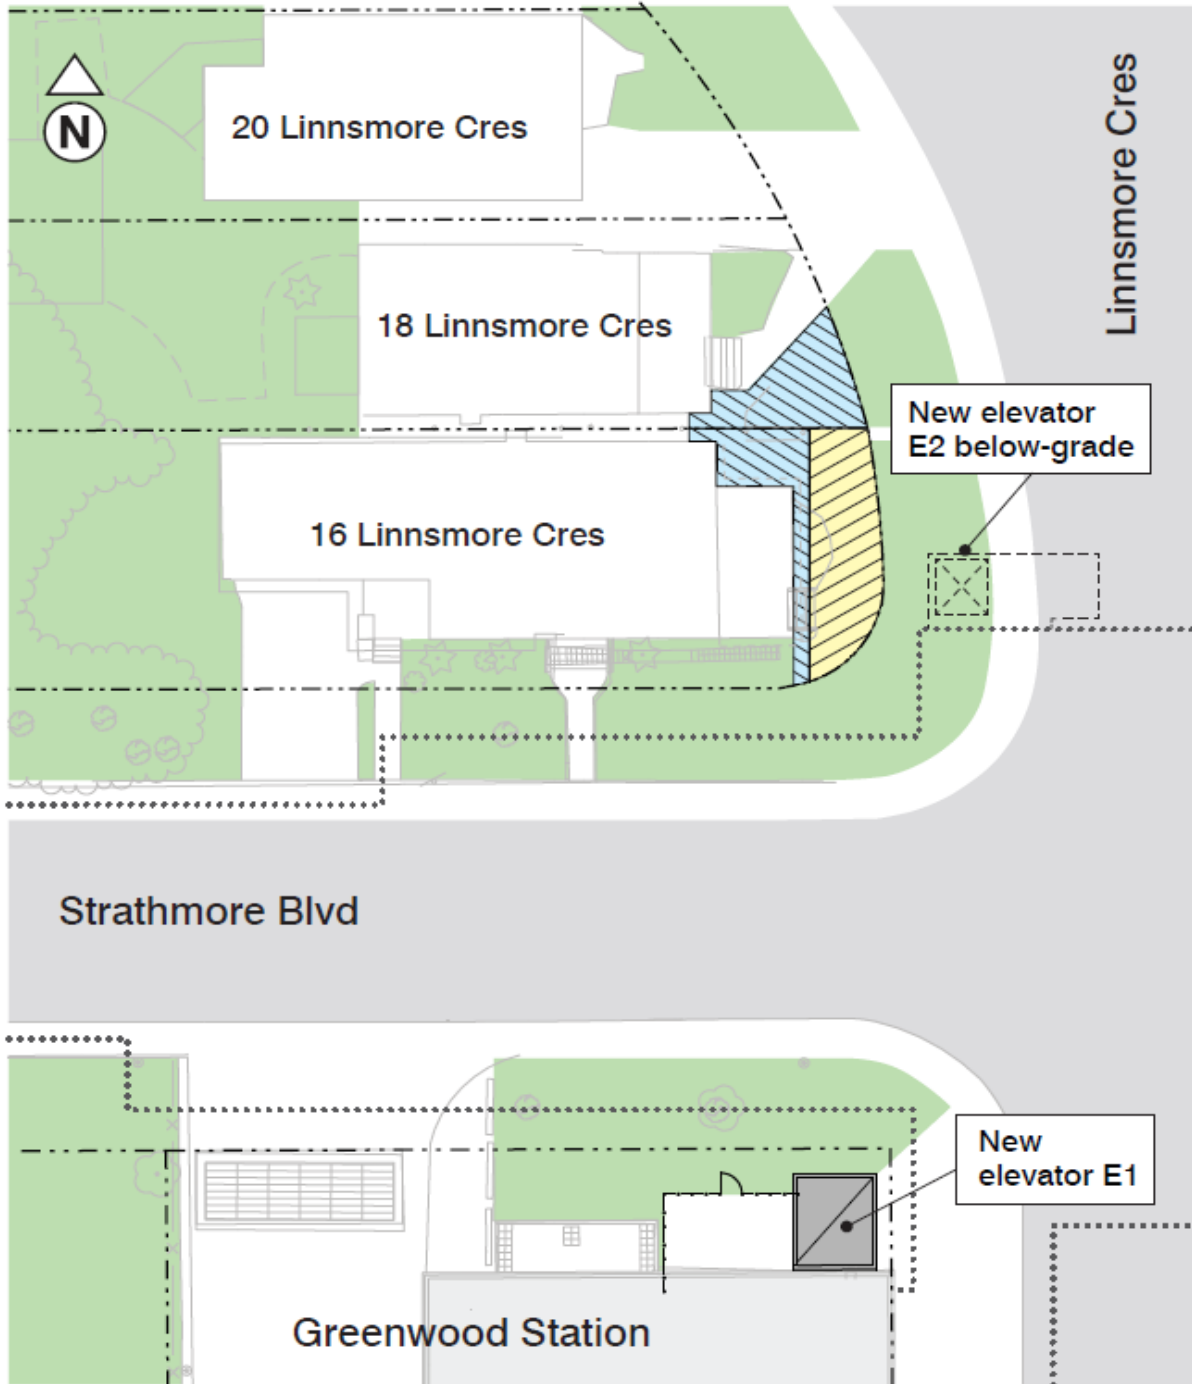 N
20 Linnsmore Cres
Linnsmore Cres
18 Linnsmore Cres
New elevator
E2 below-grade
16 Linnsmore Cres
Strathmore Blvd
New
elevator E1
Greenwood Station